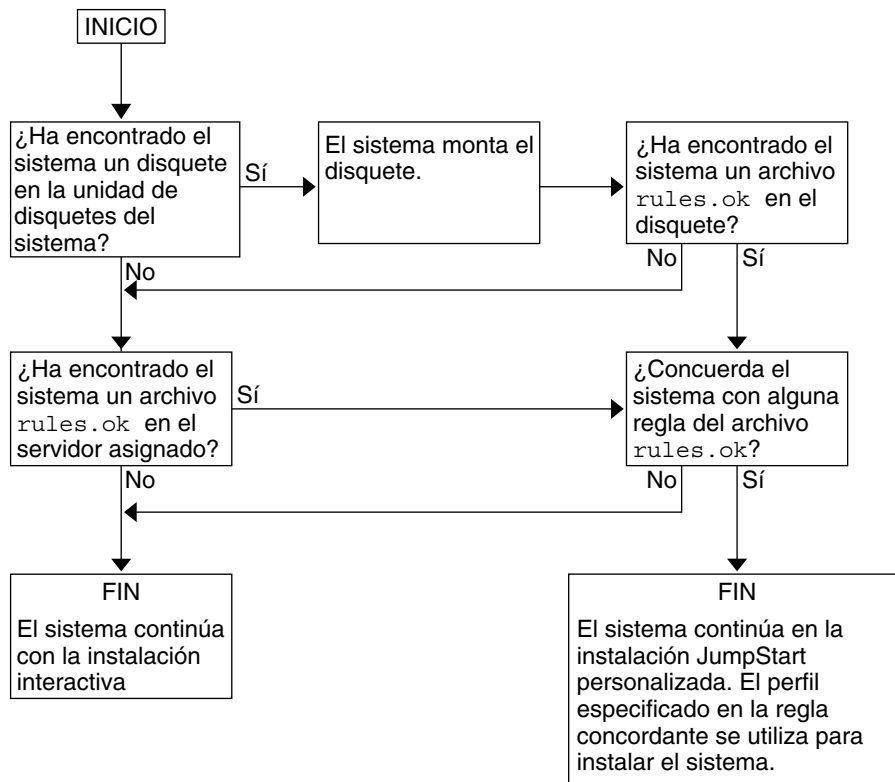 INICIO
¿Ha encontrado el
sistema un disquete
en la unidad de
disquetes del
sistema?
Sí
El sistema monta el
disquete.
¿Ha encontrado el
sistema un archivo
rules.ok en el
disquete?
No
No
Sí
¿Ha encontrado el
sistema un archivo
rules.ok en el
servidor asignado?
Sí
¿Concuerda el
sistema con alguna
regla del archivo
rules.ok?
No
No
Sí
FIN
El sistema continúa
con la instalación
interactiva
FIN
El sistema continúa en la
instalación JumpStart
personalizada. El perfil
especificado en la regla
concordante se utiliza para
instalar el sistema.